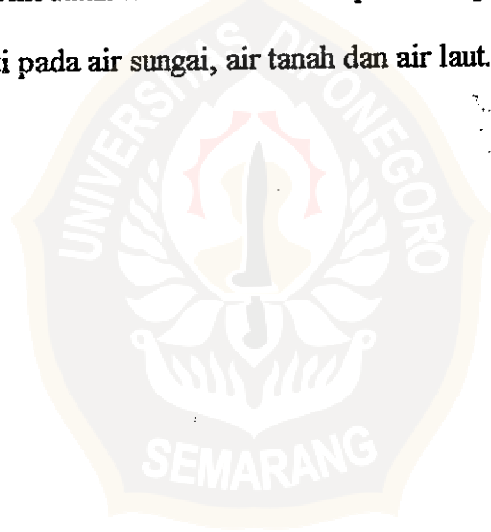 i pada air sungai, air tanah dan air laut.
UNIVERSITAS DIPONEGORO
SEMARANG